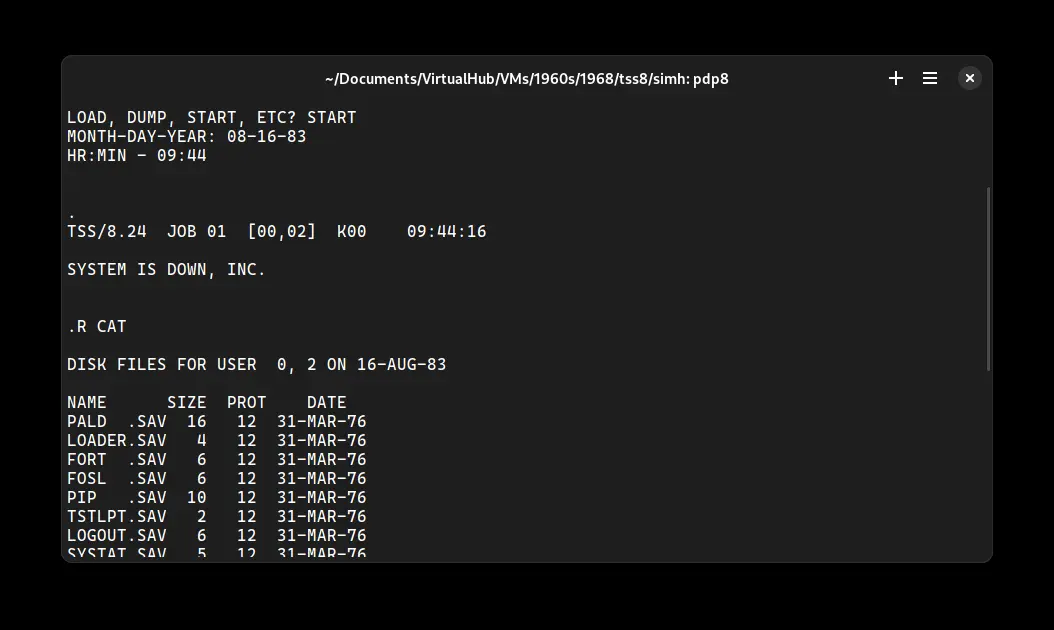 ~/Documents/VirtualHub/VMs/1960s/1968/tss8/simh: pdp8
LOAD, DUMP, START, ETC? START
MONTH-DAY-YEAR: 08-16-83
HR:MIN - 09:44
.
TSS/8.24  JOB 01  [00,02]  K00    09:44:16
SYSTEM IS DOWN, INC.
.R CAT
DISK FILES FOR USER  0, 2 ON 16-AUG-83
NAME      SIZE  PROT    DATE
PALD  .SAV  16   12  31-MAR-76
LOADER.SAV   4   12  31-MAR-76
FORT  .SAV   6   12  31-MAR-76
FOSL  .SAV   6   12  31-MAR-76
PIP   .SAV  10   12  31-MAR-76
TSTLPT.SAV   2   12  31-MAR-76
LOGOUT.SAV   6   12  31-MAR-76
SYSTAT.SAV   5   12  31-MAR-76